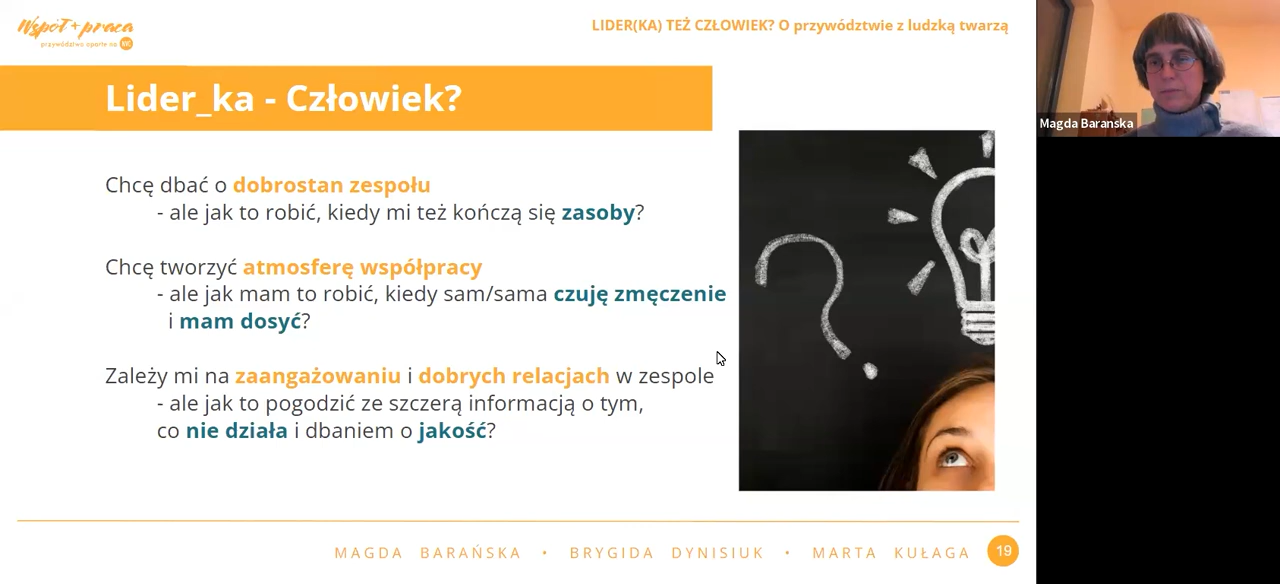 Współ+praca
przywództwo oparte na NVC
LIDER(KA) TEŻ CZŁOWIEK? O przywództwie z ludzką twarzą
Magda Baranska
Lider_ka - Człowiek?
Chcę dbać o dobrostan zespołu
- ale jak to robić, kiedy mi też kończą się zasoby?
Chcę tworzyć atmosferę współpracy
- ale jak mam to robić, kiedy sam/sama czuję zmęczenie
i mam dosyć?
Zależy mi na zaangażowaniu i dobrych relacjach w zespole
- ale jak to pogodzić ze szczerą informacją o tym,
co nie działa i dbaniem o jakość?
MAGDA BARAŃSKA • BRYGIDA DYNISIUK • MARTA KUŁAGA
19